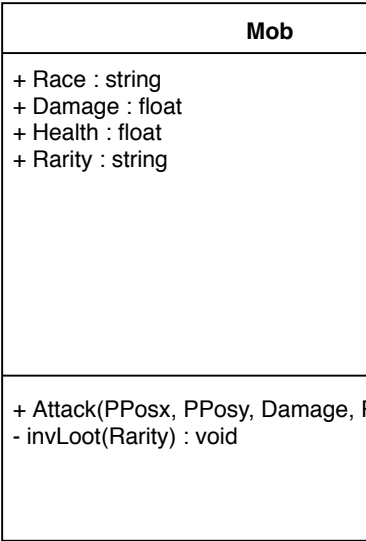 Mob
+ Race : string
+ Damage : float
+ Health : float
+ Rarity : string
+ Attack(PPosx, PPosy, Damage,
- invLoot(Rarity) : void